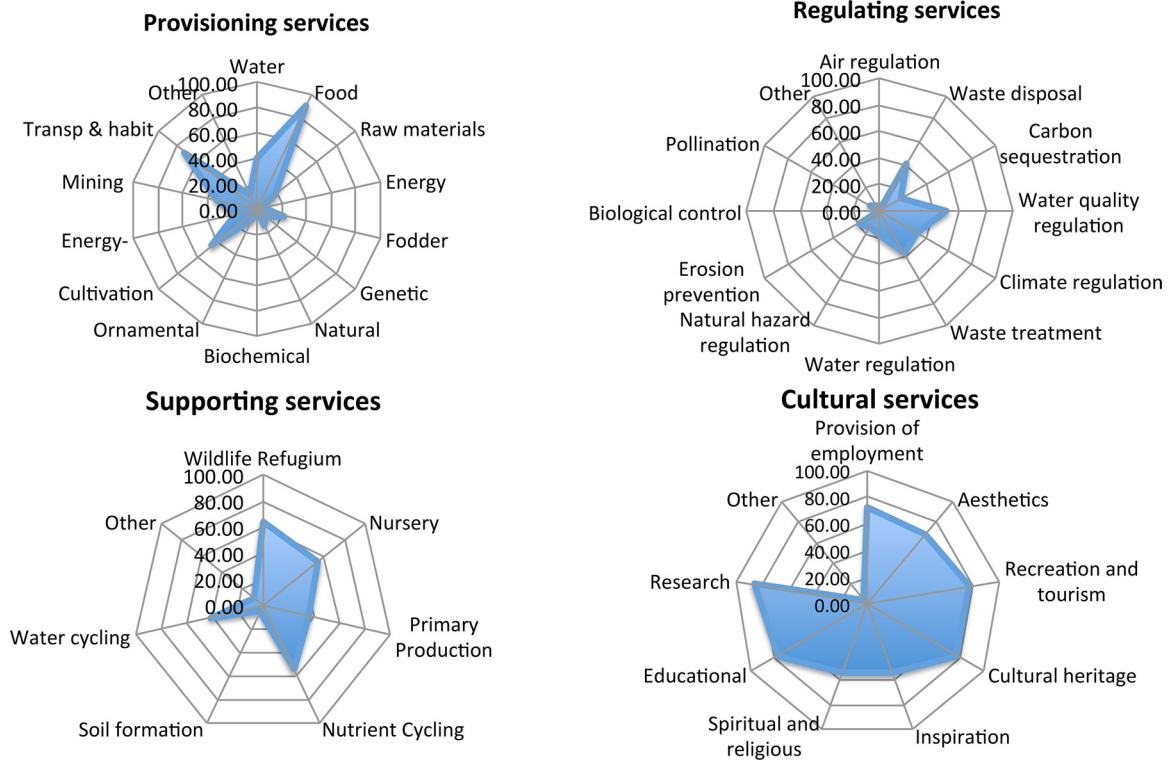 Provisioning services
Water
100.00
80.00
60.00
40.00
20.00
0.00
Food
Raw materials
Energy
Fodder
Genetic
Natural
Biochemical
Ornamental
Cultivation
Energy-
Mining
Transp & habit
Other
Regulating services
Air regulation
100.00
80.00
60.00
40.00
20.00
0.00
Waste disposal
Carbon
sequestration
Water quality
regulation
Climate regulation
Waste treatment
Water regulation
Natural hazard
regulation
Erosion
prevention
Biological control
Pollination
Other
Supporting services
Wildlife Refugium
100.00
80.00
60.00
40.00
20.00
0.00
Nursery
Primary
Production
Nutrient Cycling
Soil formation
Water cycling
Other
Cultural services
Provision of
employment
100.00
80.00
60.00
40.00
20.00
0.00
Aesthetics
Recreation and
tourism
Cultural heritage
Inspiration
Spiritual and
religious
Educational
Research
Other